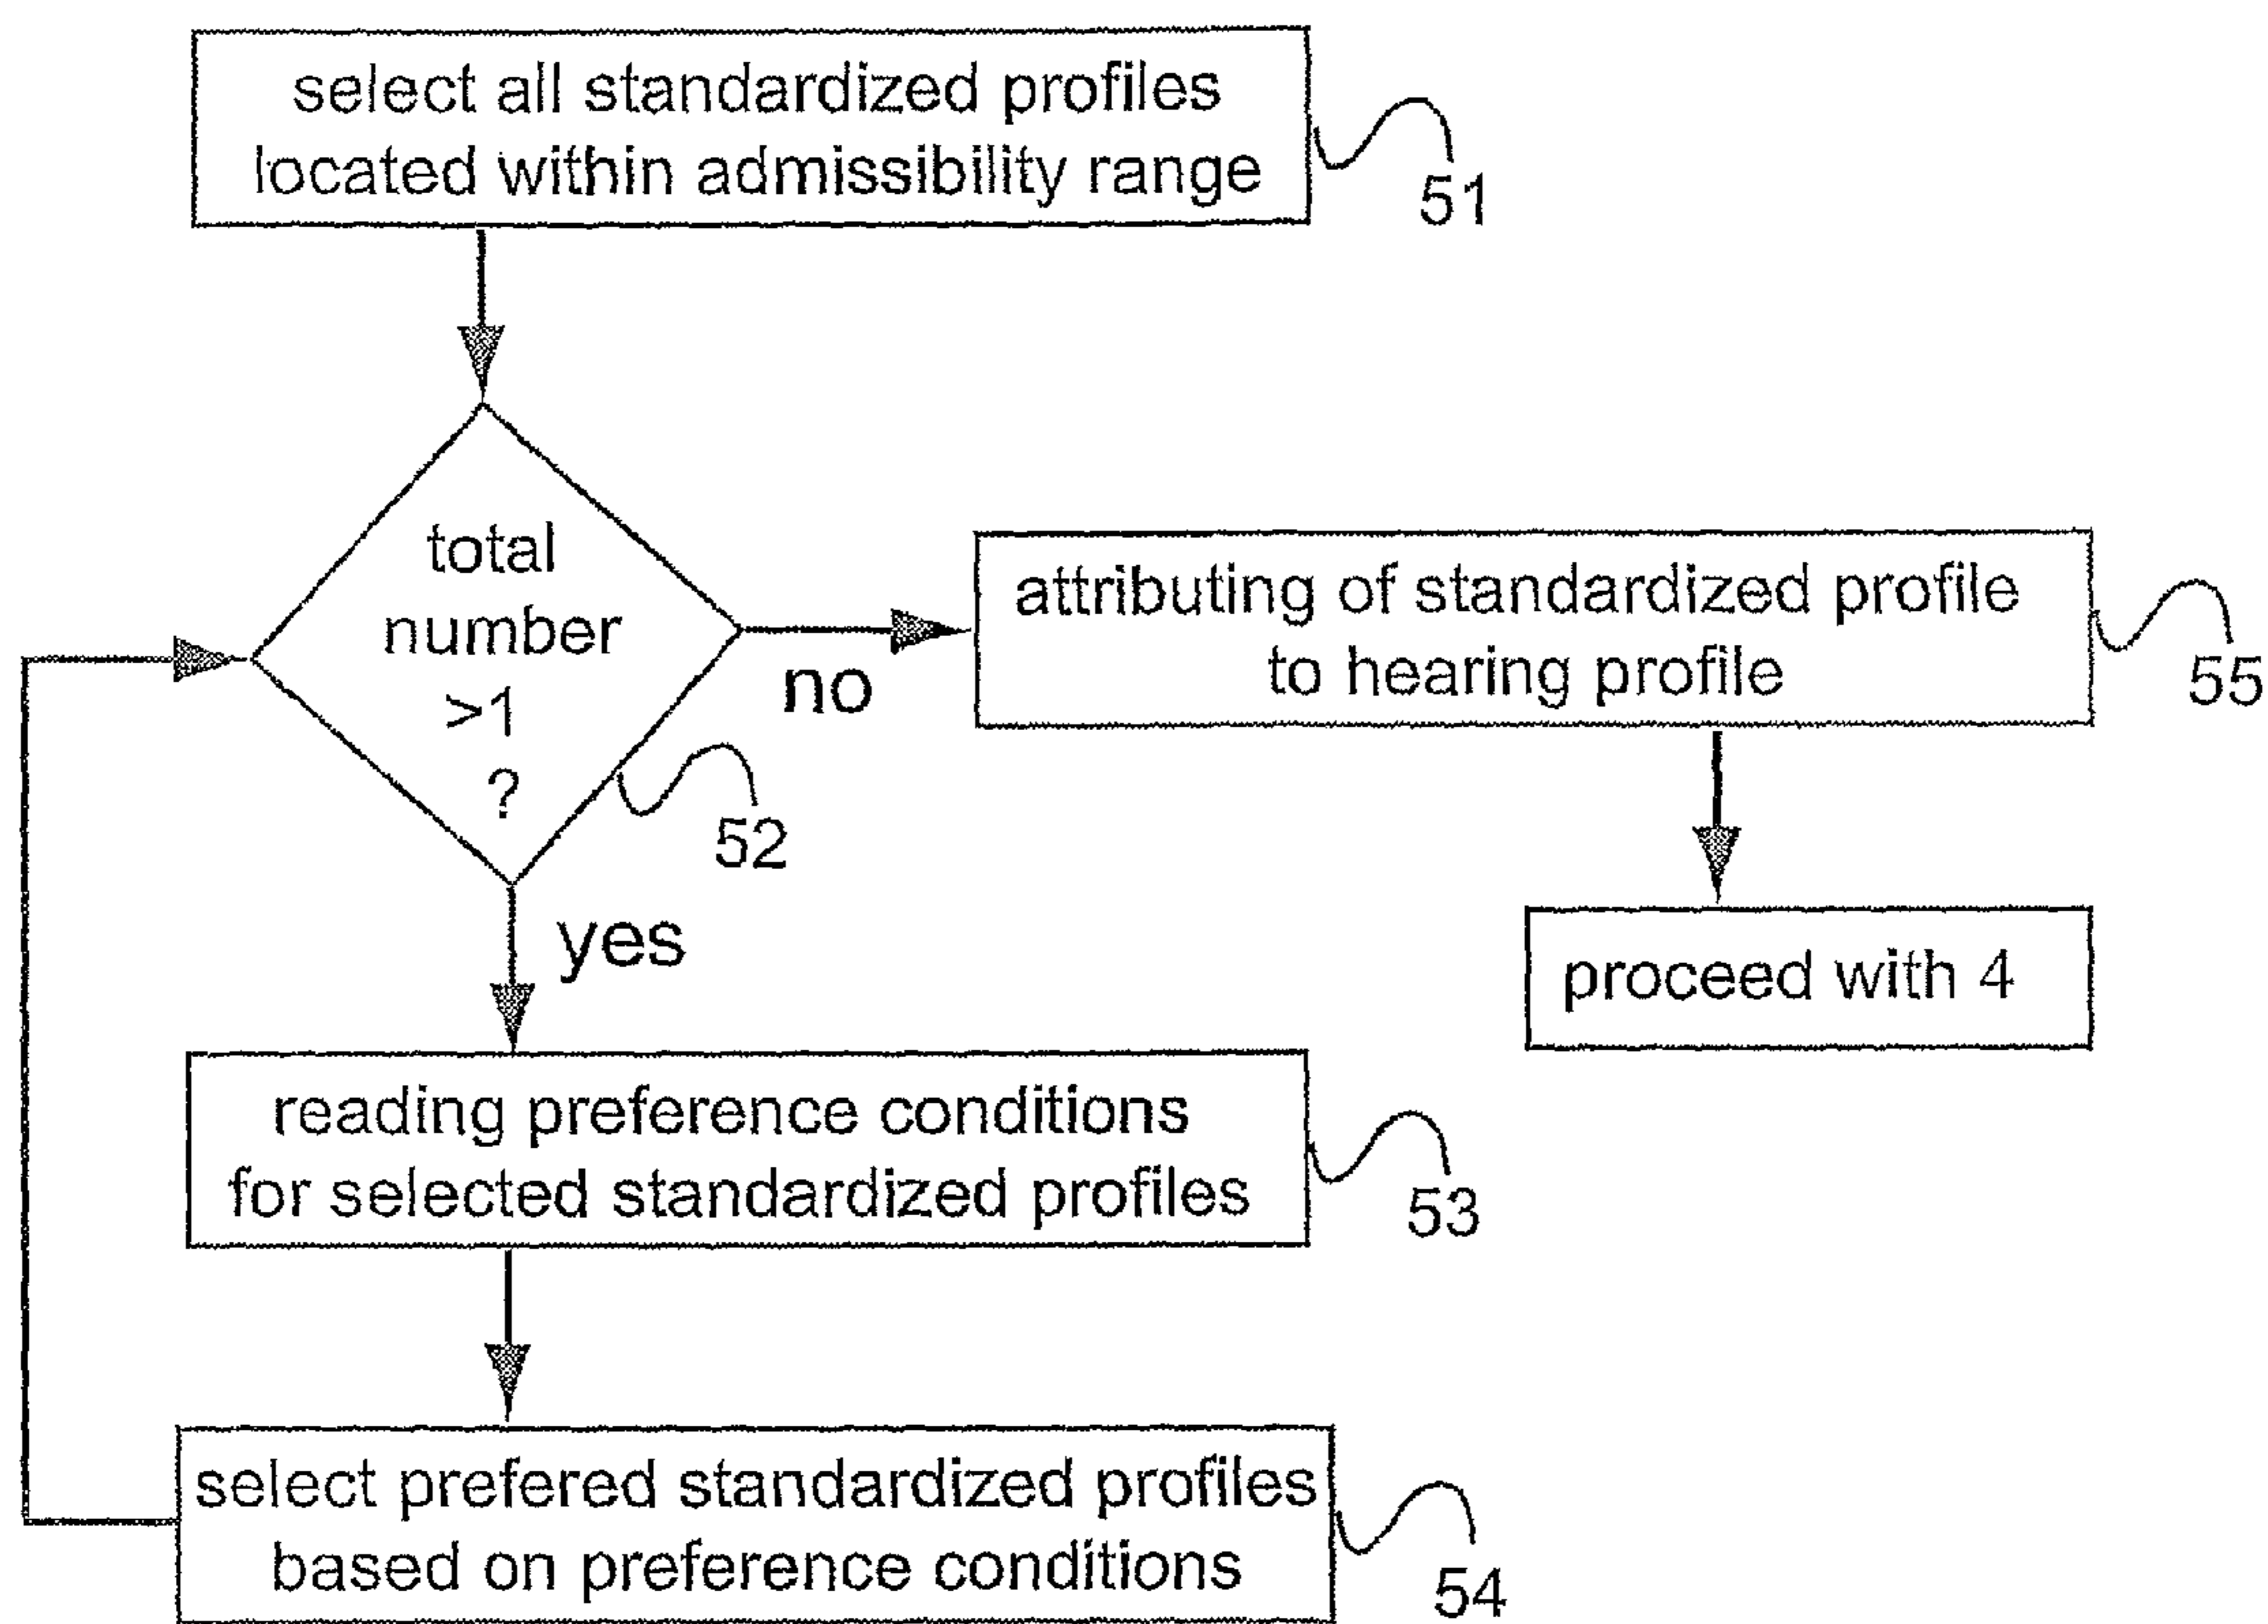 select all standardized profiles
located within admissibility range
51
total
number
>1
?
52
no
attributing of standardized profile
to hearing profile
55
proceed with 4
yes
reading preference conditions
for selected standardized profiles
53
select prefered standardized profiles
based on preference conditions
54